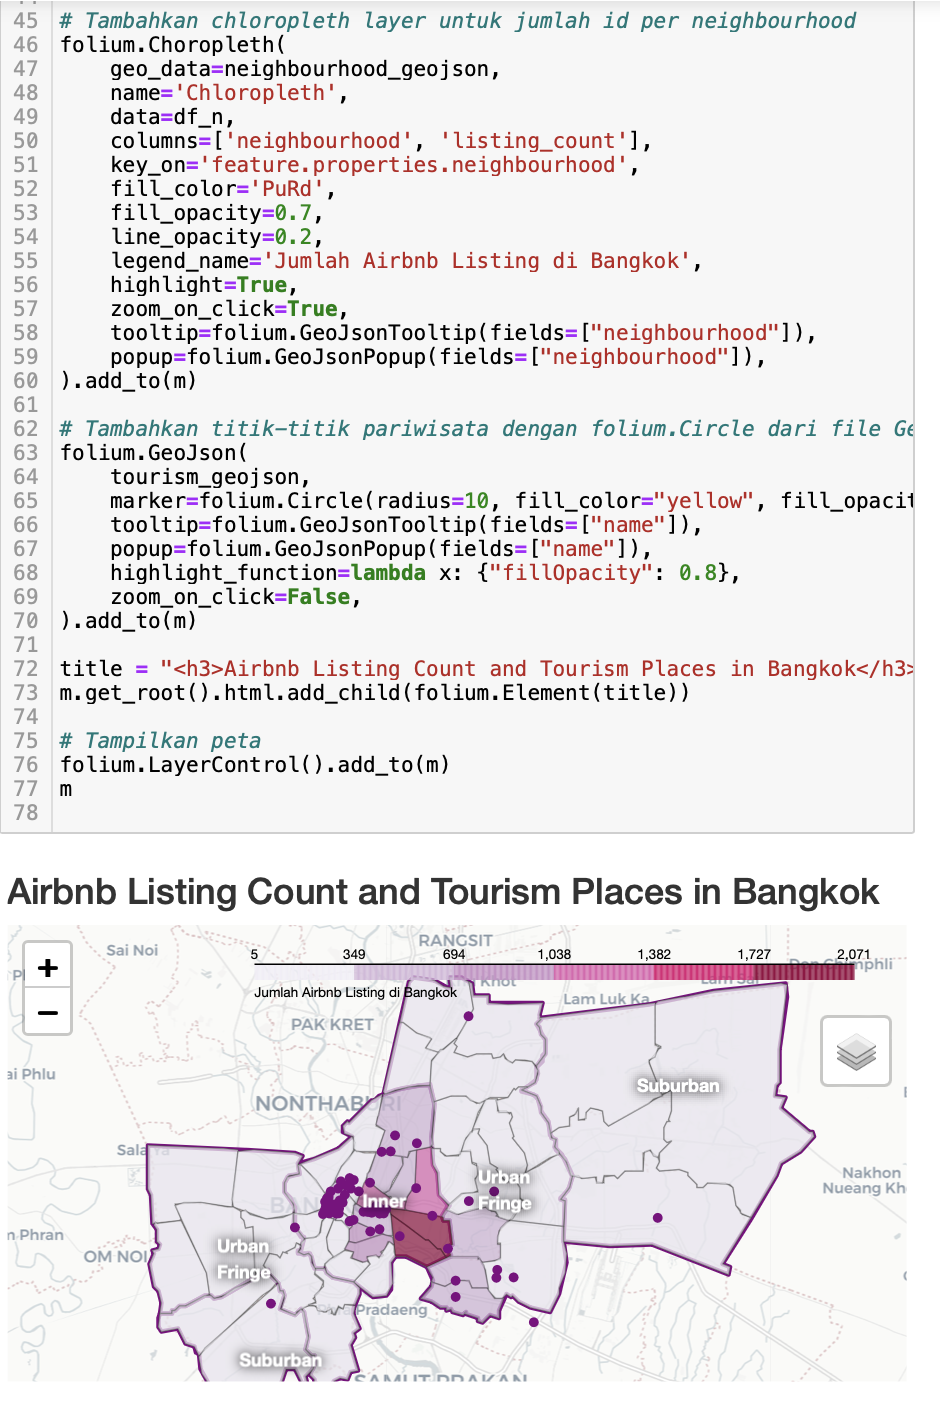 45 # Tambahkan chloropleth layer untuk jumlah id per neighbourhood
46 folium.Choropleth(
47     geo_data=neighbourhood_geojson,
48     name='Chloropleth',
49     data=df_n,
50     columns=['neighbourhood', 'listing_count'],
51     key_on='feature.properties.neighbourhood',
52     fill_color='PuRd',
53     fill_opacity=0.7,
54     line_opacity=0.2,
55     legend_name='Jumlah Airbnb Listing di Bangkok',
56     highlight=True,
57     zoom_on_click=True,
58     tooltip=folium.GeoJsonTooltip(fields=["neighbourhood"]),
59     popup=folium.GeoJsonPopup(fields=["neighbourhood"]),
60 ).add_to(m)
61
62 # Tambahkan titik-titik pariwisata dengan folium.Circle dari file Ge
63 folium.GeoJson(
64     tourism_geojson,
65     marker=folium.Circle(radius=10, fill_color="yellow", fill_opacit
66     tooltip=folium.GeoJsonTooltip(fields=["name"]),
67     popup=folium.GeoJsonPopup(fields=["name"]),
68     highlight_function=lambda x: {"fillOpacity": 0.8},
69     zoom_on_click=False,
70 ).add_to(m)
71
72 title = "<h3>Airbnb Listing Count and Tourism Places in Bangkok</h3>
73 m.get_root().html.add_child(folium.Element(title))
74
75 # Tampilkan peta
76 folium.LayerControl().add_to(m)
77 m
78
Airbnb Listing Count and Tourism Places in Bangkok
RANGSIT
Sai Noi
+
5 349 694 1,038 1,382 1,727 2,071
−
Khot
Jumlah Airbnb Listing di Bangkok
Lam Luk Ka
PAK KRET
ai Phlu
Suburban
NONTHABURI
Sala Ya
Nakhon
Nueang Kh
Urban
Fringe
Inner
BAN
n Phran
OM NOI
Urban
Fringe
Pradaeng
Suburban
SAMUT PRAKAN